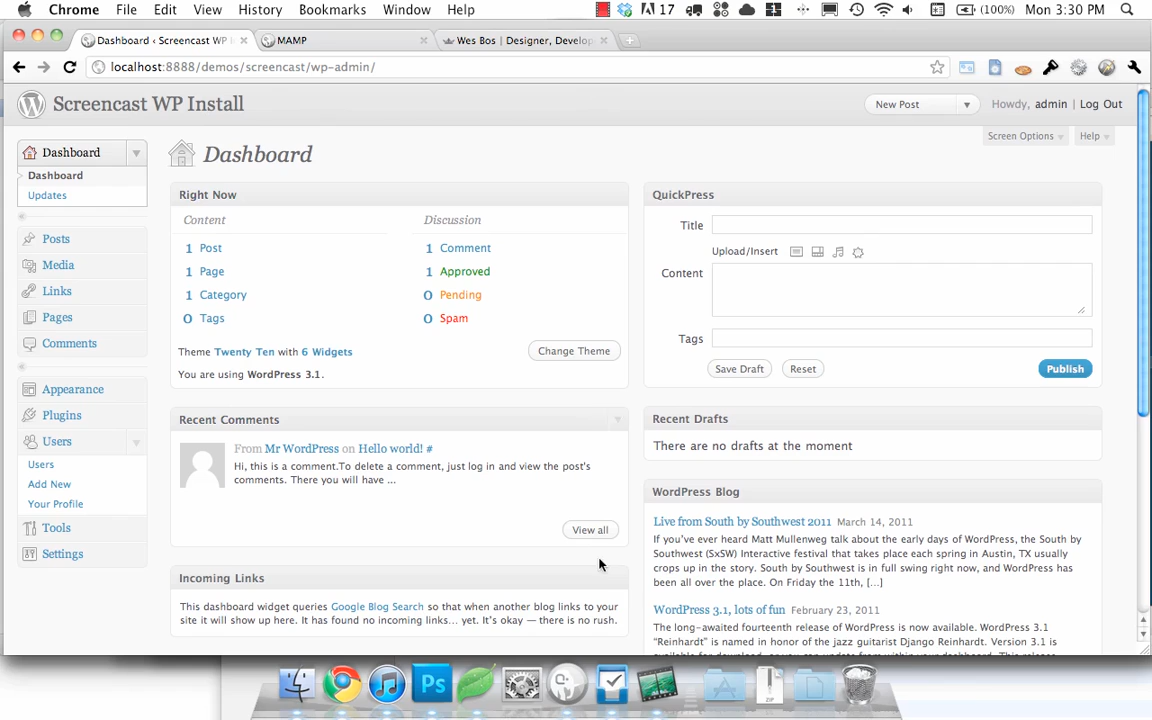 Chrome File Edit View History Bookmarks Window Help 17 (100%) Mon 3:30 PM
Dashboard ‹ Screencast WP I MAMP Wes Bos | Designer, Develop
localhost:8888/demos/screencast/wp-admin/
Screencast WP Install New Post Howdy, admin | Log Out
Screen Options Help
Dashboard
Dashboard
Updates
Posts
Media
Links
Pages
Comments
Appearance
Plugins
Users
Users
Add New
Your Profile
Tools
Settings
Dashboard
Right Now
Content Discussion
1 Post 1 Comment
1 Page 1 Approved
1 Category 0 Pending
0 Tags 0 Spam
Theme Twenty Ten with 6 Widgets Change Theme
You are using WordPress 3.1.
Recent Comments
From Mr WordPress on Hello world! #
Hi, this is a comment.To delete a comment, just log in and view the post's
comments. There you will have ...
View all
Incoming Links
This dashboard widget queries Google Blog Search so that when another blog links to your
site it will show up here. It has found no incoming links... yet. It's okay — there is no rush.
QuickPress
Title
Upload/Insert
Content
Tags
Save Draft Reset Publish
Recent Drafts
There are no drafts at the moment
WordPress Blog
Live from South by Southwest 2011 March 14, 2011
If you've ever heard Matt Mullenweg talk about the early days of WordPress, the South by
Southwest (SxSW) Interactive festival that takes place each spring in Austin, TX usually
crops up in the story. South by Southwest is in full swing right now, and WordPress has
been all over the place. On Friday the 11th, [...]
WordPress 3.1, lots of fun February 23, 2011
The long-awaited fourteenth release of WordPress is now available. WordPress 3.1
"Reinhardt" is named in honor of the jazz guitarist Django Reinhardt. Version 3.1 is
Ps
ZIP